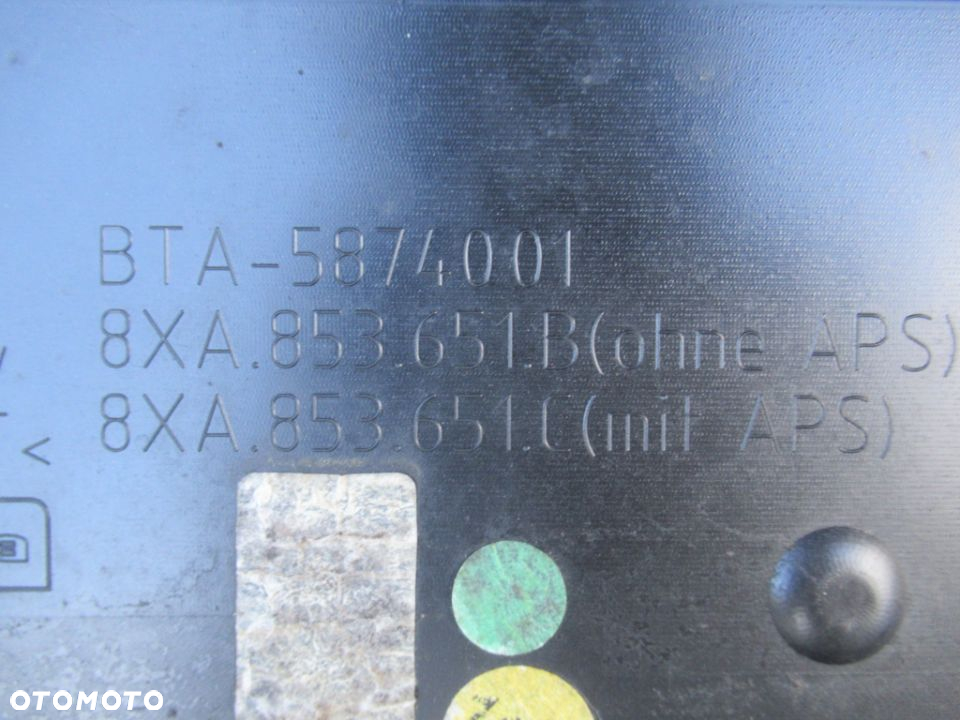 BTA-5874001
8XA.853.651.B(ohne APS)
8XA.853.651.C(mit APS)
<
OTOMOTO